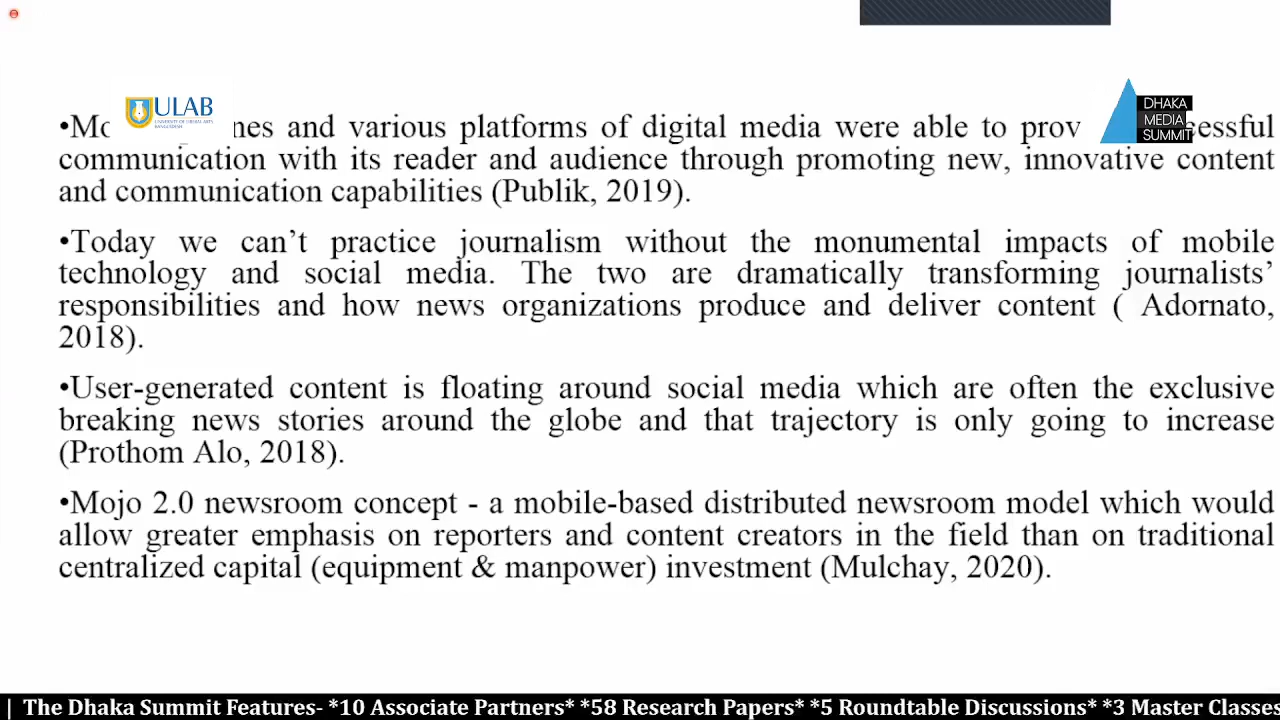 ULAB
UNIVERSITY OF LIBERAL ARTS
BANGLADESH
DHAKA
MEDIA
SUMMIT
and various platforms of digital media were able to
communication with its reader and audience through promoting new, innovative content
and communication capabilities (Publik, 2019).
•Today we can’t practice journalism without the monumental impacts of mobile
technology and social media. The two are dramatically transforming journalists’
responsibilities and how news organizations produce and deliver content ( Adornato,
2018).
•User-generated content is floating around social media which are often the exclusive
breaking news stories around the globe and that trajectory is only going to increase
(Prothom Alo, 2018).
•Mojo 2.0 newsroom concept - a mobile-based distributed newsroom model which would
allow greater emphasis on reporters and content creators in the field than on traditional
centralized capital (equipment & manpower) investment (Mulchay, 2020).
| The Dhaka Summit Features- *10 Associate Partners* *58 Research Papers* *5 Roundtable Discussions* *3 Master Classes